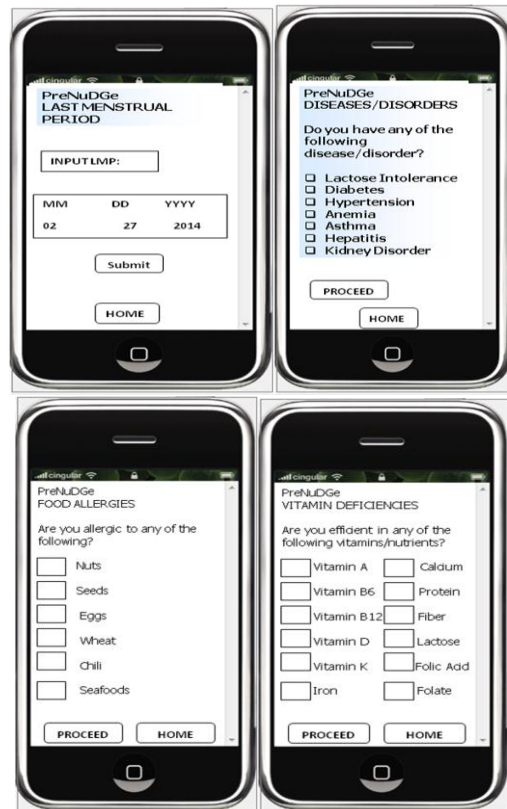 cingular
PreNuDGe
LAST MENSTRUAL
PERIOD
INPUT LMP:
MM DD YYYY
02 27 2014
Submit
HOME
cingular
PreNuDGe
DISEASES/DISORDERS
Do you have any of the
following
disease/disorder?
Lactose Intolerance
Diabetes
Hypertension
Anemia
Asthma
Hepatitis
Kidney Disorder
PROCEED
HOME
cingular
PreNuDGe
FOOD ALLERGIES
Are you allergic to any of the
following?
Nuts
Seeds
Eggs
Wheat
Chili
Seafoods
PROCEED HOME
cingular
PreNuDGe
VITAMIN DEFICIENCIES
Are you efficient in any of the
following vitamins/nutrients?
Vitamin A Calcium
Vitamin B6 Protein
Vitamin B12 Fiber
Vitamin D Lactose
Vitamin K Folic Acid
Iron Folate
PROCEED HOME